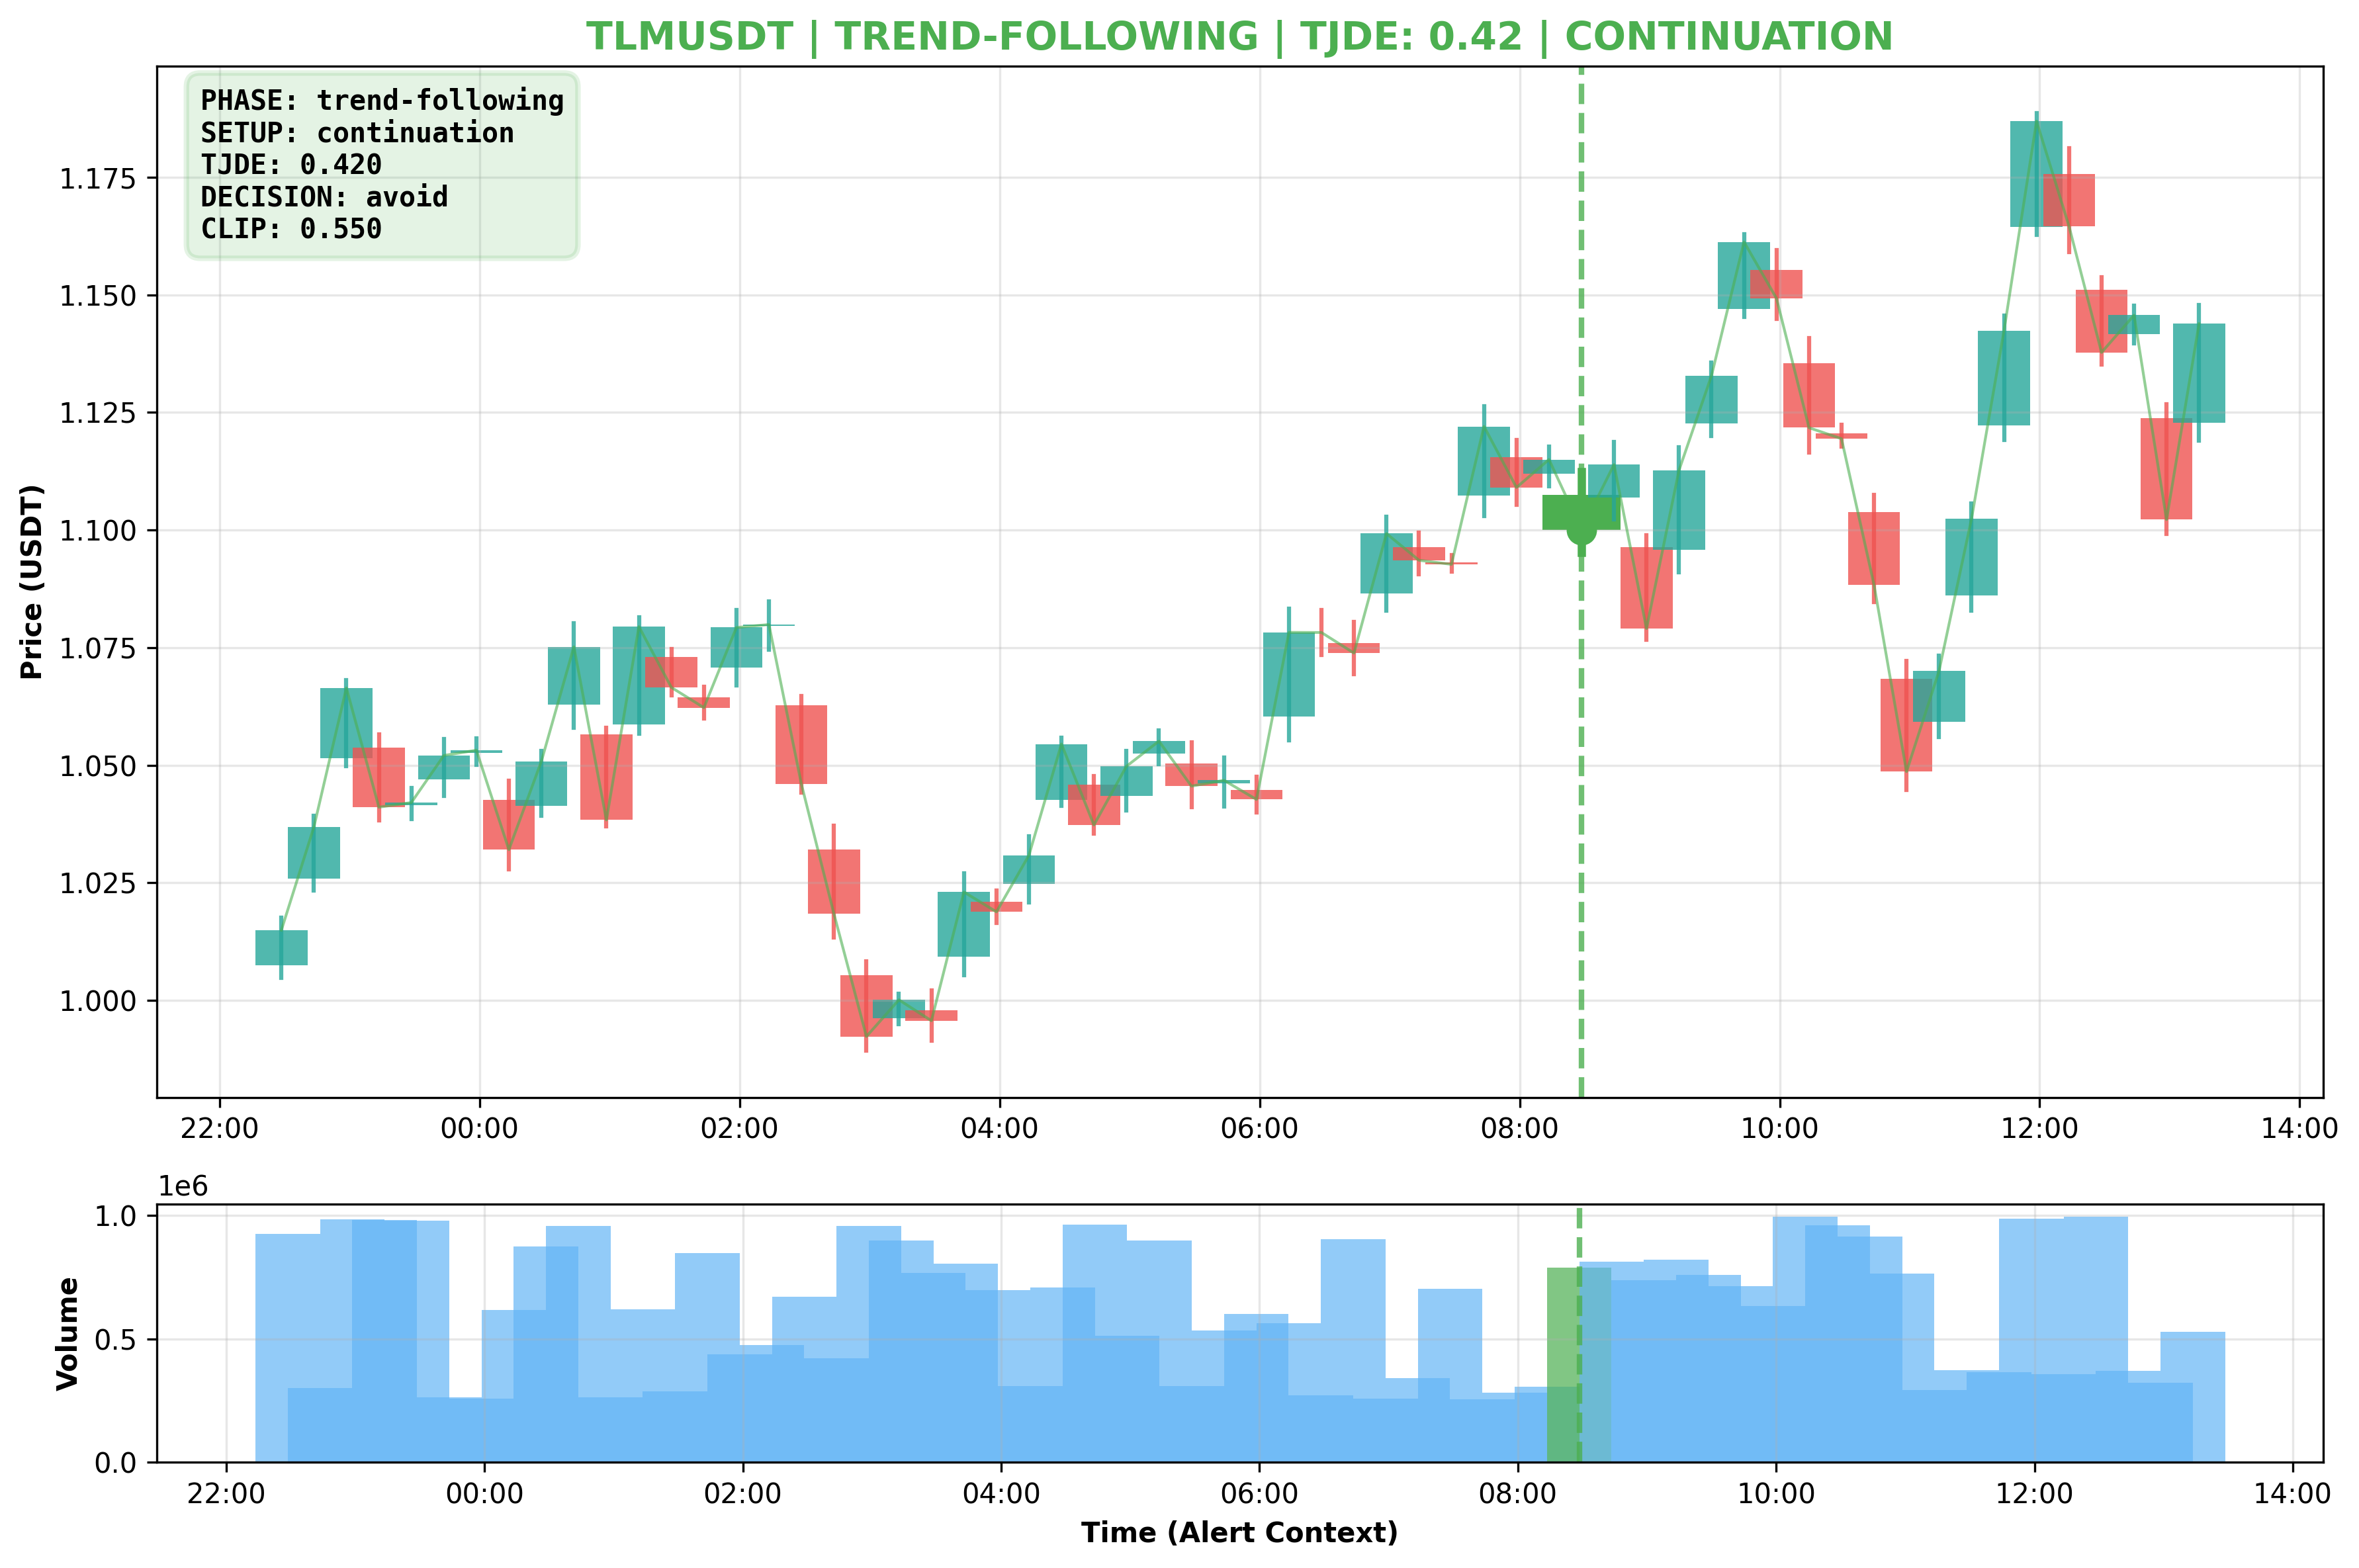 TLMUSDT | TREND-FOLLOWING | TJDE: 0.42 | CONTINUATION
PHASE: trend-following
SETUP: continuation
TJDE: 0.420
DECISION: avoid
CLIP: 0.550
Price (USDT)
1.175
1.150
1.125
1.100
1.075
1.050
1.025
1.000
22:00 00:00 02:00 04:00 06:00 08:00 10:00 12:00 14:00
1e6
Volume
1.0
0.5
0.0
22:00 00:00 02:00 04:00 06:00 08:00 10:00 12:00 14:00
Time (Alert Context)